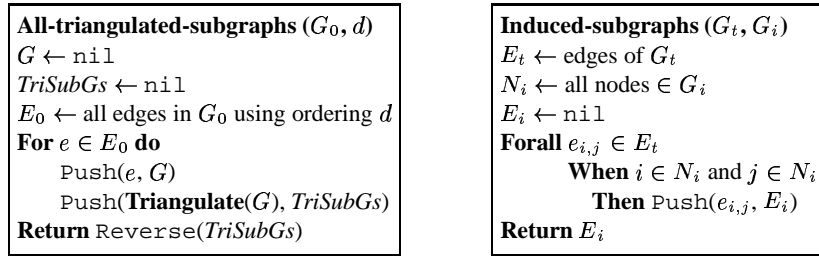 All-triangulated-subgraphs (G₀, d)
G ← nil
TriSubGs ← nil
E₀ ← all edges in G₀ using ordering d
For e ∈ E₀ do
Push(e, G)
Push(Triangulate(G), TriSubGs)
Return Reverse(TriSubGs)
Induced-subgraphs (Gₜ, Gᵢ)
Eₜ ← edges of Gₜ
Nᵢ ← all nodes ∈ Gᵢ
Eᵢ ← nil
Forall eᵢ,ⱼ ∈ Eₜ
When i ∈ Nᵢ and j ∈ Nᵢ
Then Push(eᵢ,ⱼ, Eᵢ)
Return Eᵢ